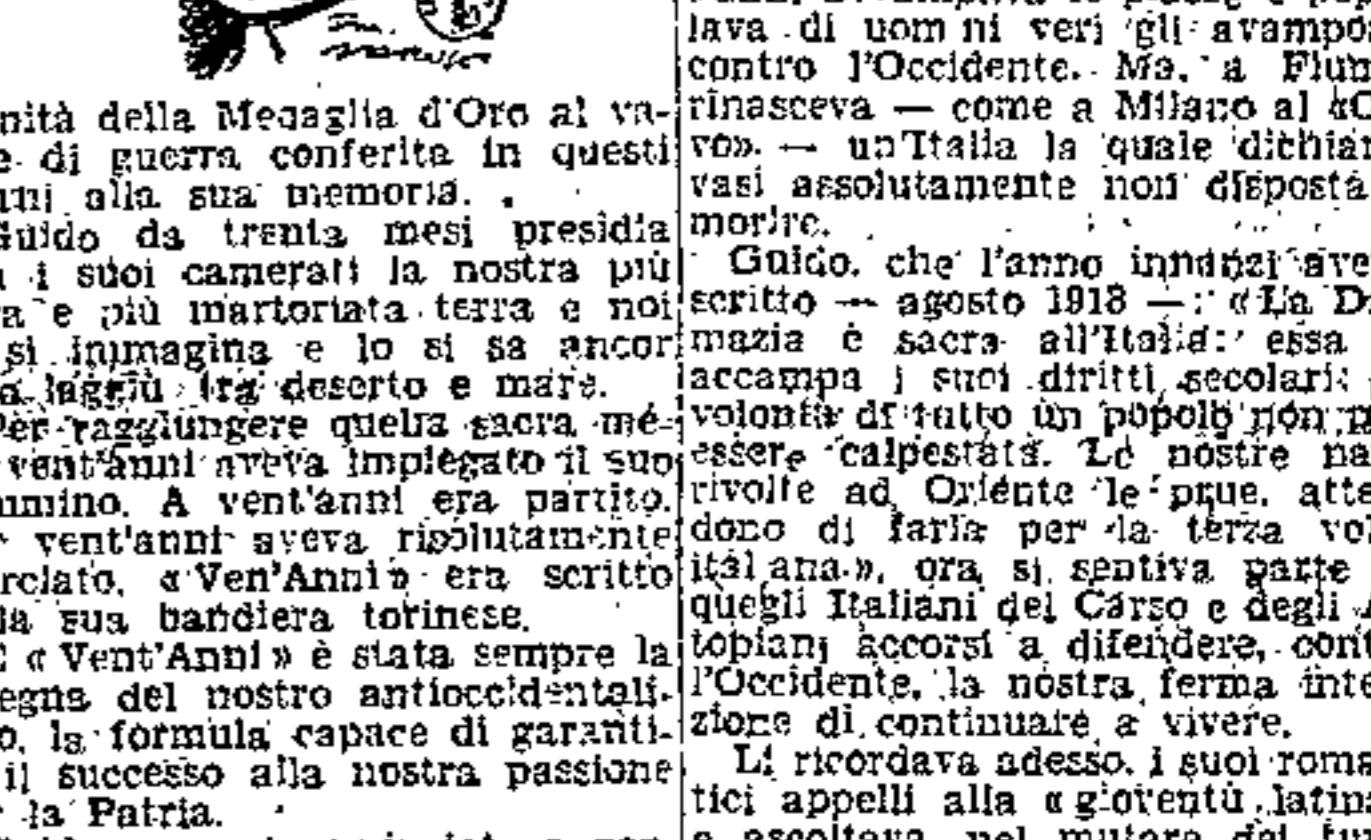 nità della Medaglia d'Oro al va-
e di guerra conferita in questi
alla sua memoria.
Guido da trenta mesi presidia
i suoi camerati la nostra più
ra e più martoriata terra e noi
si immagina e lo si sa ancor
laggiù tra deserto e mare.
Per raggiungere quella sacra mé-
vent'anni aveva impiegato il suo
mmino. A vent'anni era partito.
vent'anni aveva risolutamente
rciato. «Ven'Anni» era scritto
la sua bandiera torinese.
E «Vent'Anni» è stata sempre la
egna del nostro antioccidentali-
o, la formula capace di garanti-
il successo alla nostra passione
la Patria.
lava di uomini veri gli avampo
contro l'Occidente. Ma, a Fium
rinasceva — come a Milano al «C
vo». — un'Italia la quale dichiar
vasi assolutamente non disposta
morire.
Guido, che l'anno innanzi ave
scritto — agosto 1918 —: «La D
mazia è sacra all'Italia: essa
accampa i suoi diritti secolari:
volontà di tutto un popolo non p
essere calpestata. Le nostre na
rivolte ad Oriente le prue, atte
dono di farla per la terza vo
italiana», ora si sentiva parte
quegli Italiani del Carso e degli A
topiani accorsi a difendere, cont
l'Occidente, la nostra ferma inte
zione di continuare a vivere.
Li ricordava adesso, i suoi roma
tici appelli alla «gioventù latin
e ascoltava, nel